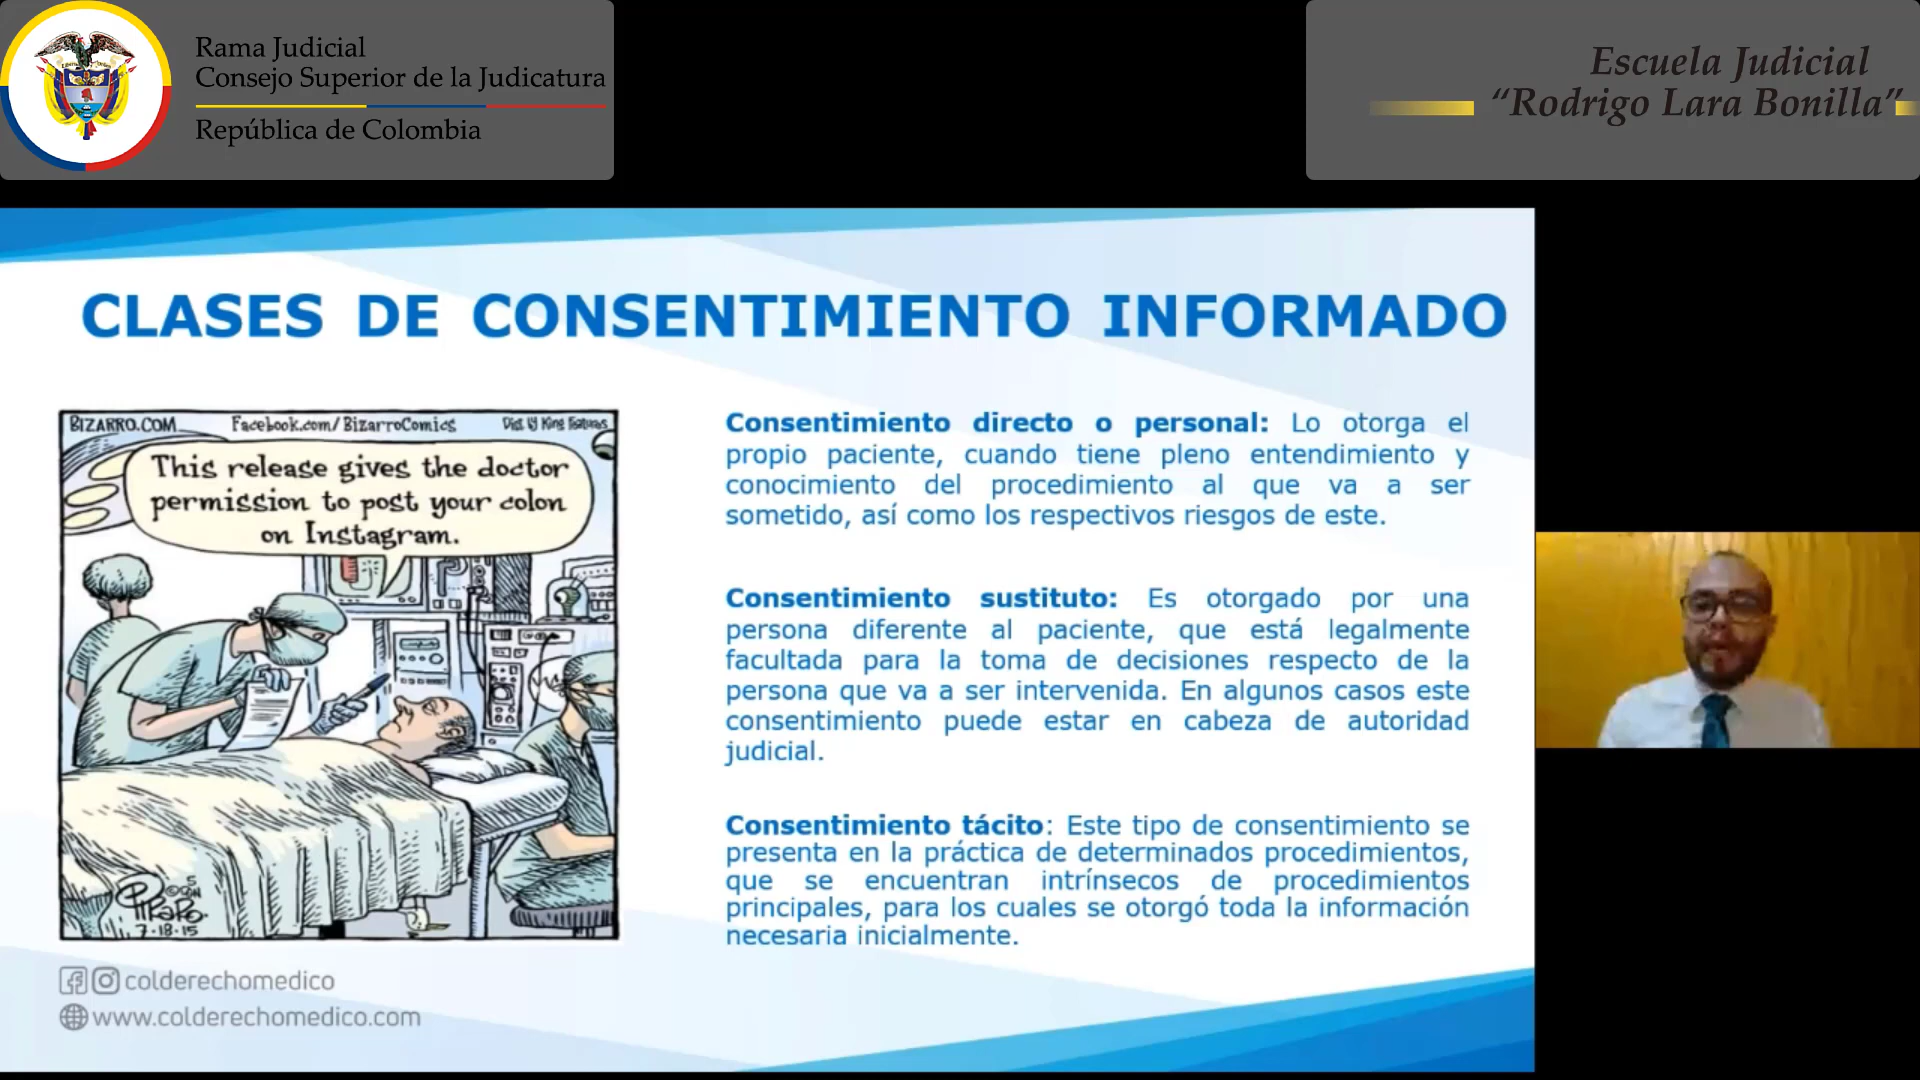 Rama Judicial
Consejo Superior de la Judicatura
República de Colombia
Escuela Judicial
“Rodrigo Lara Bonilla”
CLASES DE CONSENTIMIENTO INFORMADO
BIZARRO.COM Facebook.com/BizarroComics Dist. by King Features
This release gives the doctor
permission to post your colon
on Instagram.
7-18-15
Consentimiento directo o personal: Lo otorga el
propio paciente, cuando tiene pleno entendimiento y
conocimiento del procedimiento al que va a ser
sometido, así como los respectivos riesgos de este.
Consentimiento sustituto: Es otorgado por una
persona diferente al paciente, que está legalmente
facultada para la toma de decisiones respecto de la
persona que va a ser intervenida. En algunos casos este
consentimiento puede estar en cabeza de autoridad
judicial.
Consentimiento tácito: Este tipo de consentimiento se
presenta en la práctica de determinados procedimientos,
que se encuentran intrínsecos de procedimientos
principales, para los cuales se otorgó toda la información
necesaria inicialmente.
colderechomedico
www.colderechomedico.com